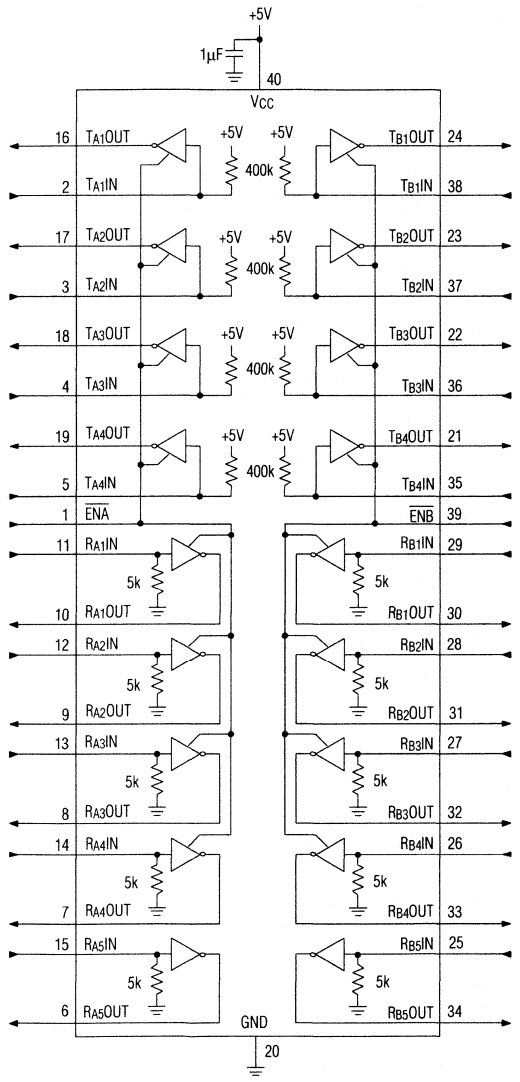 +5V
1µF
40
VCC
16 TA1OUT +5V +5V TB1OUT 24
400k
2 TA1IN TB1IN 38
17 TA2OUT +5V +5V TB2OUT 23
400k
3 TA2IN TB2IN 37
18 TA3OUT +5V +5V TB3OUT 22
400k
4 TA3IN TB3IN 36
19 TA4OUT +5V +5V TB4OUT 21
400k
5 TA4IN TB4IN 35
1 ENA ENB 39
11 RA1IN RB1IN 29
5k 5k
10 RA1OUT RB1OUT 30
12 RA2IN RB2IN 28
5k 5k
9 RA2OUT RB2OUT 31
13 RA3IN RB3IN 27
5k 5k
8 RA3OUT RB3OUT 32
14 RA4IN RB4IN 26
5k 5k
7 RA4OUT RB4OUT 33
15 RA5IN RB5IN 25
5k 5k
6 RA5OUT RB5OUT 34
GND
20